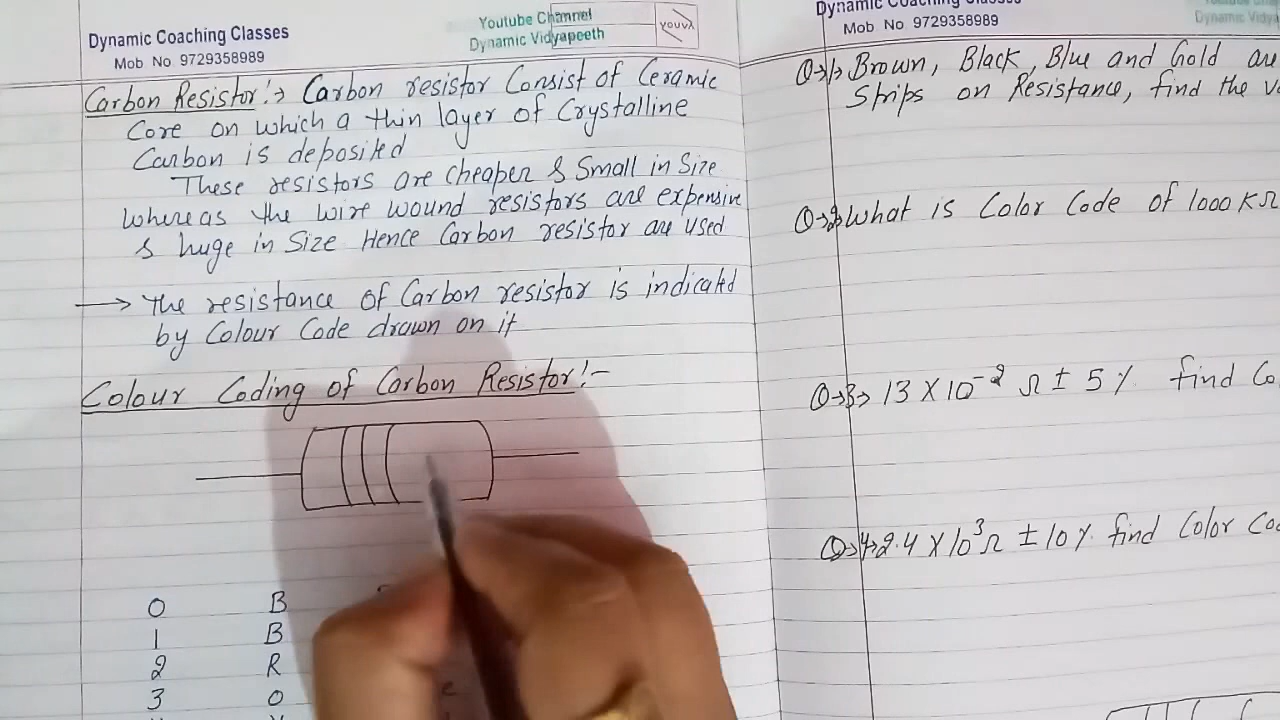 Dynamic Coaching Classes
Mob No 9729358989
Youtube Channel
Dynamic Vidyapeeth
YOUVA
Carbon Resistor:→ Carbon resistor Consist of Ceramic
Core on which a thin layer of Crystalline
Carbon is deposited
These resistors are cheaper & Small in Size
whereas the wire wound resistors are expensive
& huge in Size Hence Carbon resistor are used
→ The resistance of Carbon resistor is indicated
by Colour Code drawn on it
Colour Coding of Carbon Resistor:-
0 B
1 B
2 R
3 O
Dynamic Coaching Classes
Mob No 9729358989
Q→1→ Brown, Black, Blue and Gold are
Strips on Resistance, find the
Q→2→ What is Color Code of 1000 KΩ
Q→3→ 13 X 10⁻² Ω ± 5 % find
Q→4→ 2.4 X 10³ Ω ± 10 % find Color